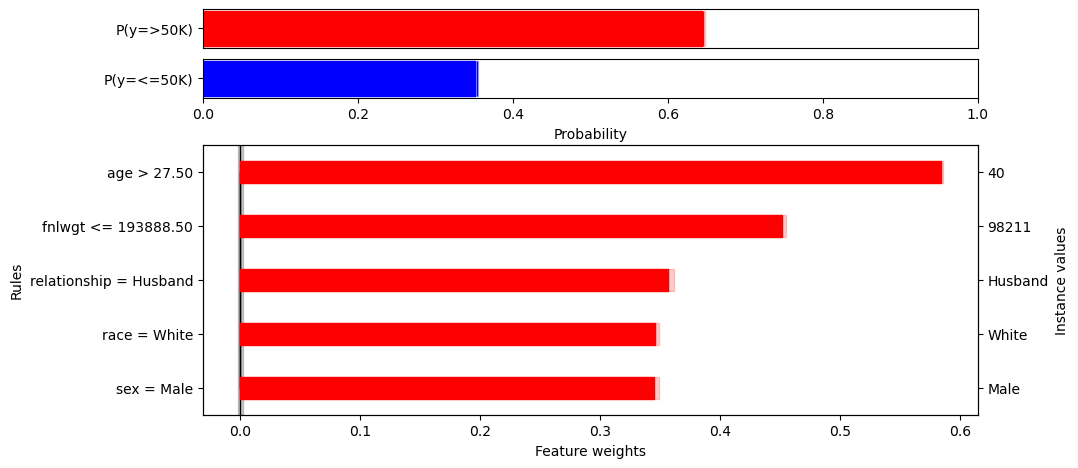 P(y=>50K)
P(y=<=50K)
0.0 0.2 0.4 0.6 0.8 1.0
Probability
age > 27.50 40
fnlwgt <= 193888.50 98211
relationship = Husband Husband
race = White White
sex = Male Male
0.0 0.1 0.2 0.3 0.4 0.5 0.6
Feature weights
Rules
Instance values